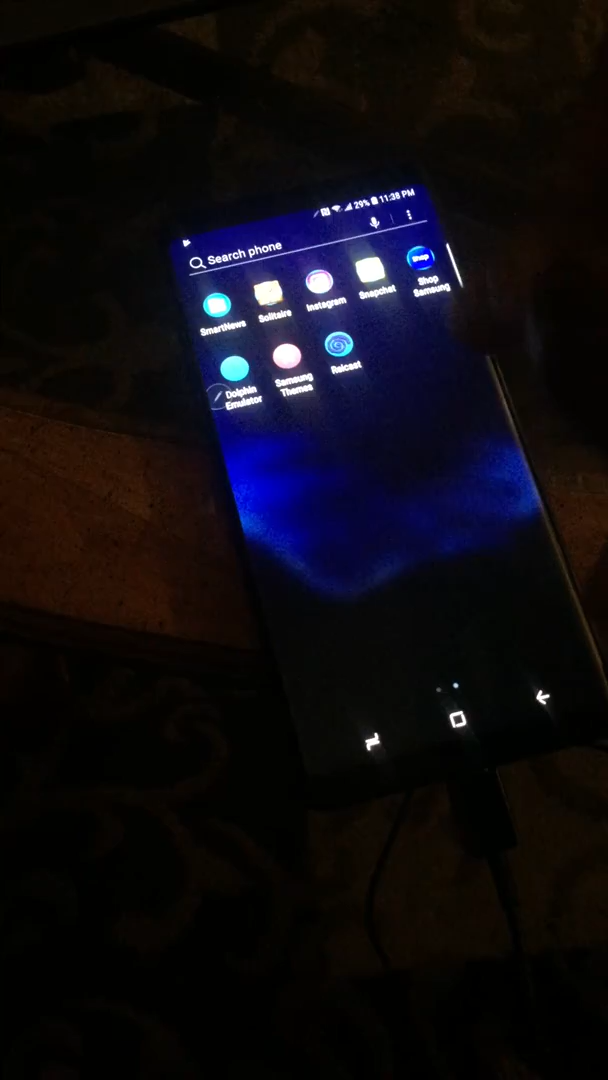 29% 11:38 PM
Search phone
SmartNews
Solitaire
Instagram
Snapchat
Shop
Shop
Samsung
Dolphin
Emulator
Samsung
Themes
Reicast